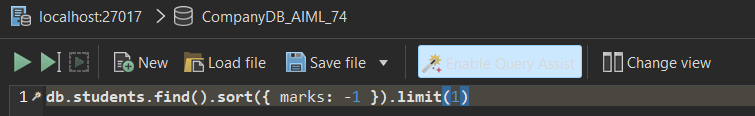 localhost:27017 > CompanyDB_AIML_74
New Load file Save file Enable Query Assist Change view
1 db.students.find().sort({ marks: -1 }).limit(1)